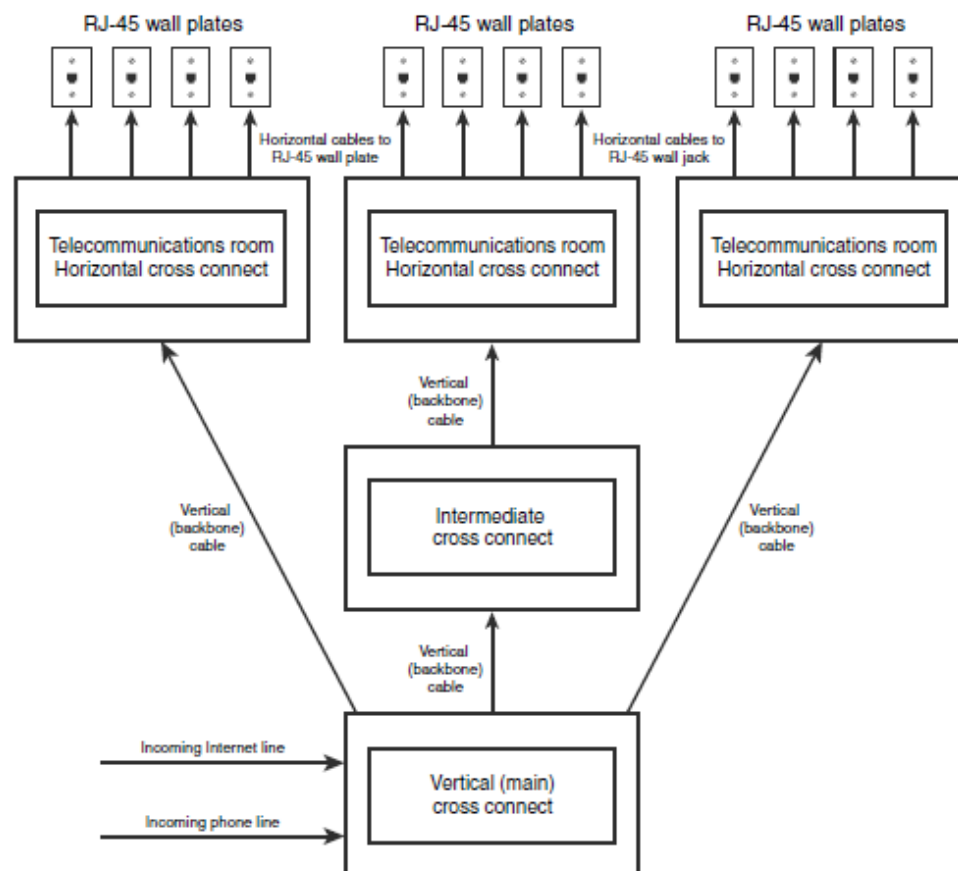 RJ-45 wall plates
RJ-45 wall plates
RJ-45 wall plates
Horizontal cables to
RJ-45 wall plate
Horizontal cables to
RJ-45 wall jack
Telecommunications room
Horizontal cross connect
Telecommunications room
Horizontal cross connect
Telecommunications room
Horizontal cross connect
Vertical
(backbone)
cable
Vertical
(backbone)
cable
Intermediate
cross connect
Vertical
(backbone)
cable
Vertical
(backbone)
cable
Incoming Internet line
Incoming phone line
Vertical (main)
cross connect